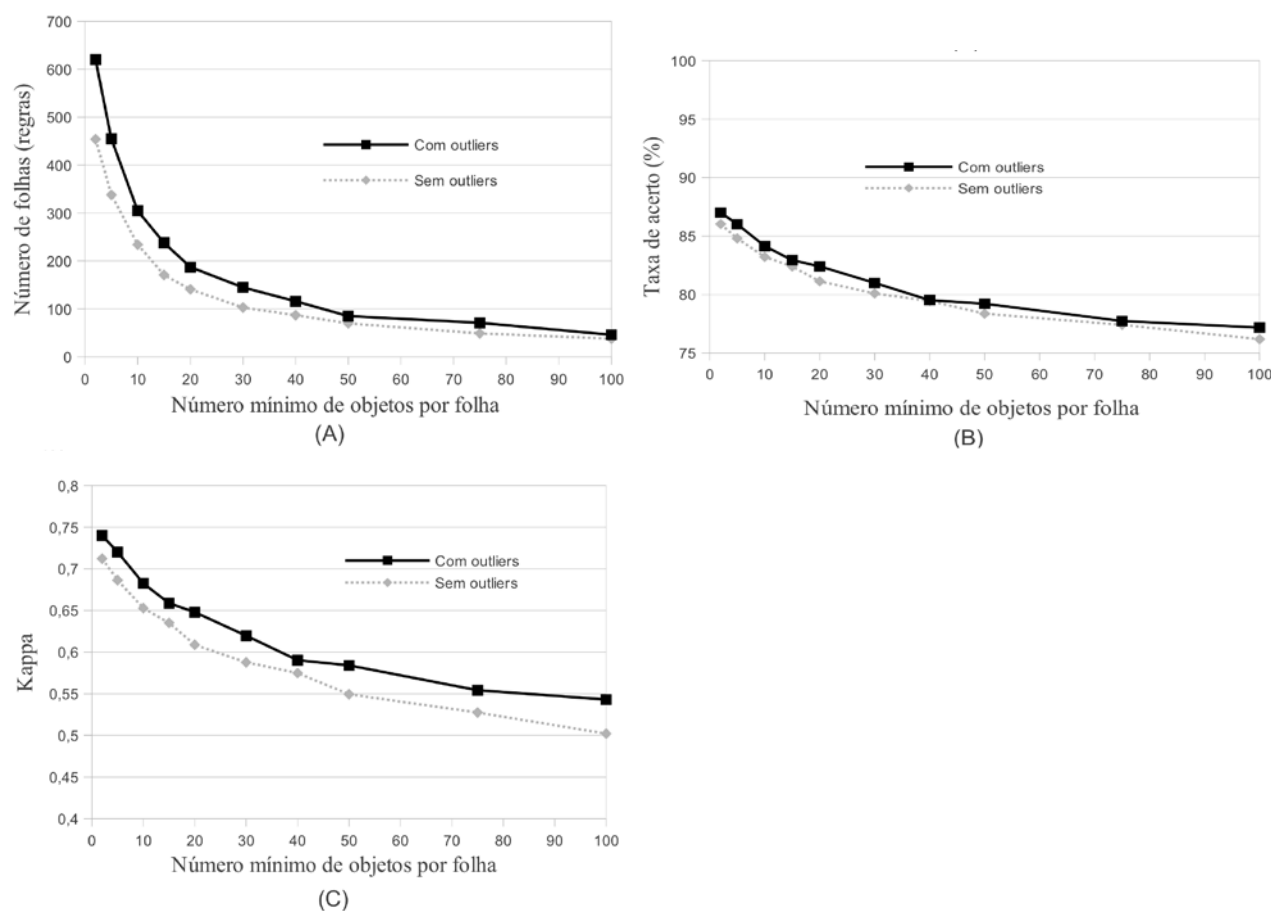 700
600
500
400
300
200
100
0
Número de folhas (regras)
Com outliers
Sem outliers
0 10 20 30 40 50 60 70 80 90 100
Número mínimo de objetos por folha
(A)
100
95
90
85
80
75
Taxa de acerto (%)
Com outliers
Sem outliers
0 10 20 30 40 50 60 70 80 90 100
Número mínimo de objetos por folha
(B)
0,8
0,75
0,7
0,65
0,6
0,55
0,5
0,45
0,4
Kappa
Com outliers
Sem outliers
0 10 20 30 40 50 60 70 80 90 100
Número mínimo de objetos por folha
(C)